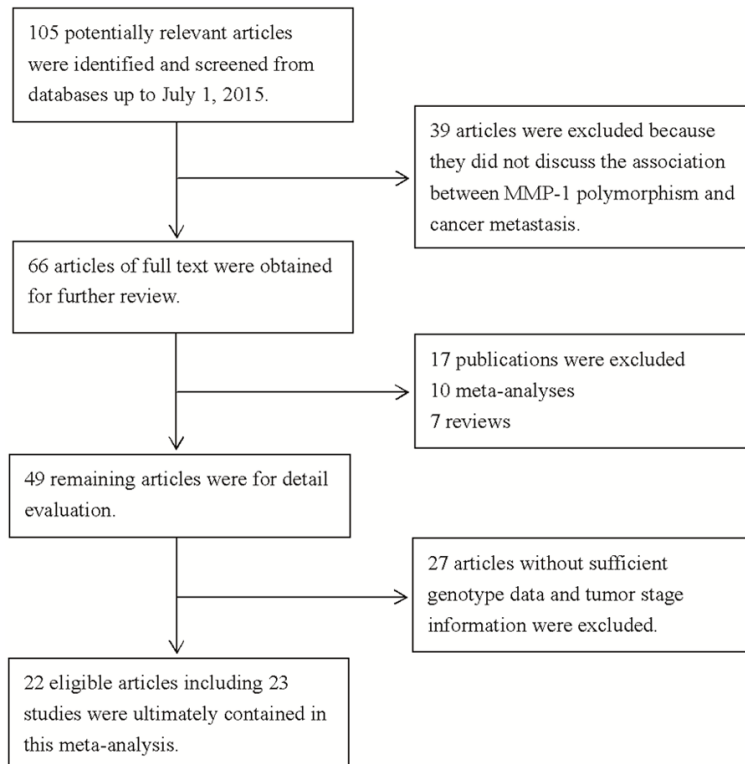 105 potentially relevant articles
were identified and screened from
databases up to July 1, 2015.
39 articles were excluded because
they did not discuss the association
between MMP-1 polymorphism and
cancer metastasis.
66 articles of full text were obtained
for further review.
17 publications were excluded
10 meta-analyses
7 reviews
49 remaining articles were for detail
evaluation.
27 articles without sufficient
genotype data and tumor stage
information were excluded.
22 eligible articles including 23
studies were ultimately contained in
this meta-analysis.